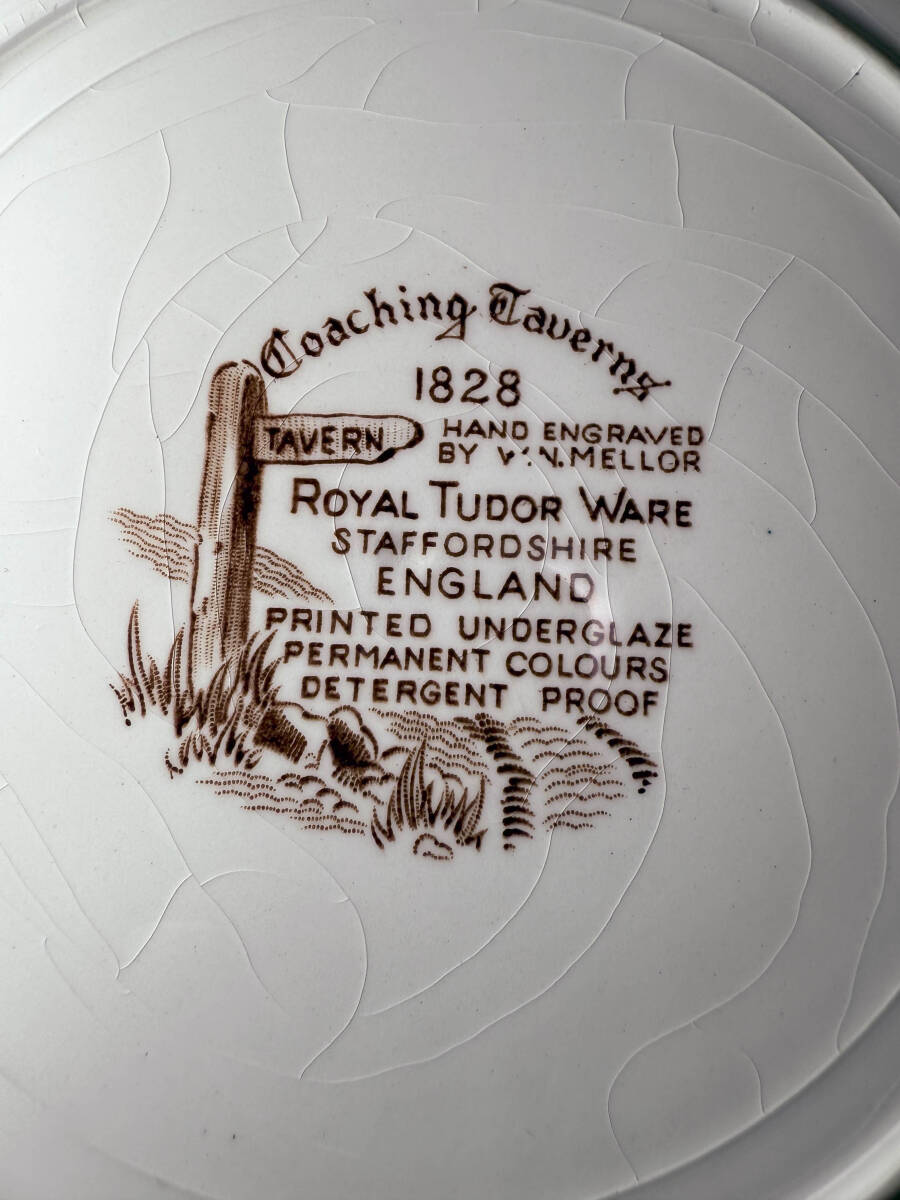 Coaching Taverns
1828
TAVERN
HAND ENGRAVED
BY W.N.MELLOR
ROYAL TUDOR WARE
STAFFORDSHIRE
ENGLAND
PRINTED UNDERGLAZE
PERMANENT COLOURS
DETERGENT PROOF